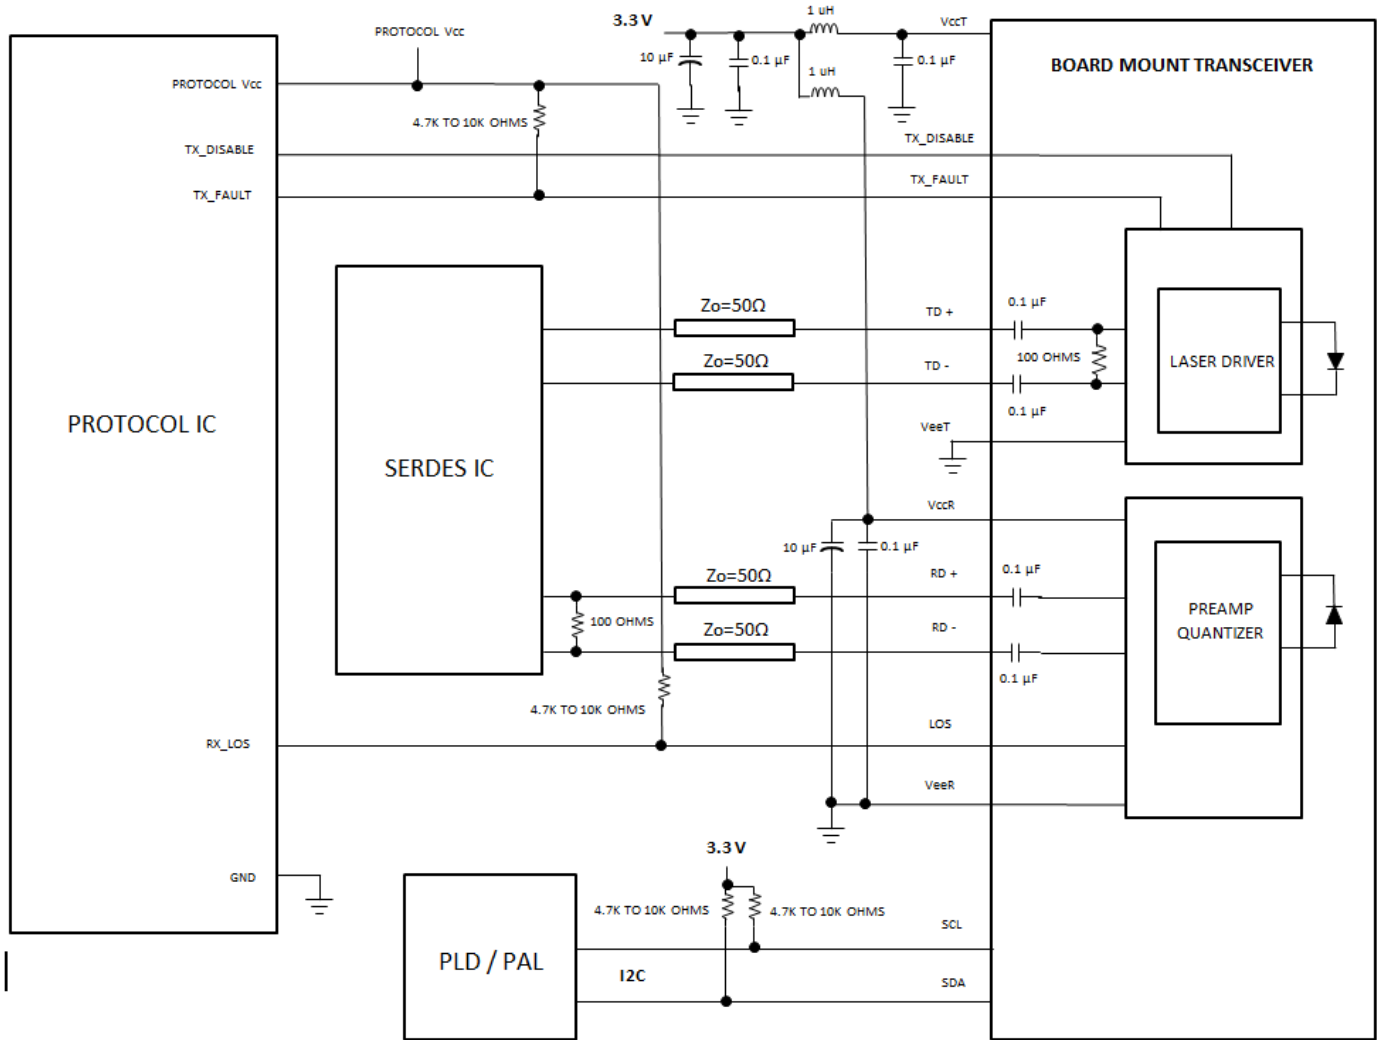 1 uH
3.3 V
VccT
PROTOCOL Vcc
10 µF
0.1 µF
0.1 µF
1 uH
BOARD MOUNT TRANSCEIVER
PROTOCOL Vcc
4.7K TO 10K OHMS
TX_DISABLE
TX_DISABLE
TX_FAULT
TX_FAULT
Zo=50Ω
TD +
0.1 µF
Zo=50Ω
TD -
100 OHMS
LASER DRIVER
0.1 µF
PROTOCOL IC
VeeT
SERDES IC
VccR
10 µF
0.1 µF
Zo=50Ω
RD +
0.1 µF
100 OHMS
Zo=50Ω
RD -
PREAMP
QUANTIZER
0.1 µF
4.7K TO 10K OHMS
RX_LOS
LOS
VeeR
3.3 V
GND
4.7K TO 10K OHMS
4.7K TO 10K OHMS
SCL
PLD / PAL
I2C
SDA